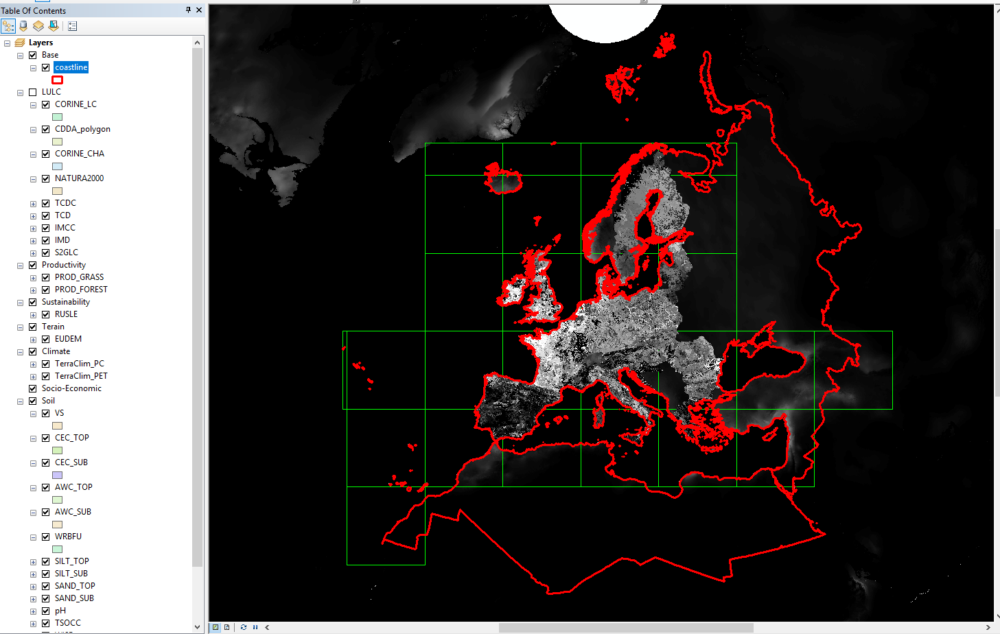 Table Of Contents
Layers
Base
coastline
LULC
CORINE_LC
CDDA_polygon
CORINE_CHA
NATURA2000
TCDC
TCD
IMCC
IMD
S2GLC
Productivity
PROD_GRASS
PROD_FOREST
Sustainability
RUSLE
Terrain
EUDEM
Climate
TerraClim_PC
TerraClim_PET
Socio-Economic
Soil
VS
CEC_TOP
CEC_SUB
AWC_TOP
AWC_SUB
WRBFU
SILT_TOP
SILT_SUB
SAND_TOP
SAND_SUB
pH
TSOCC